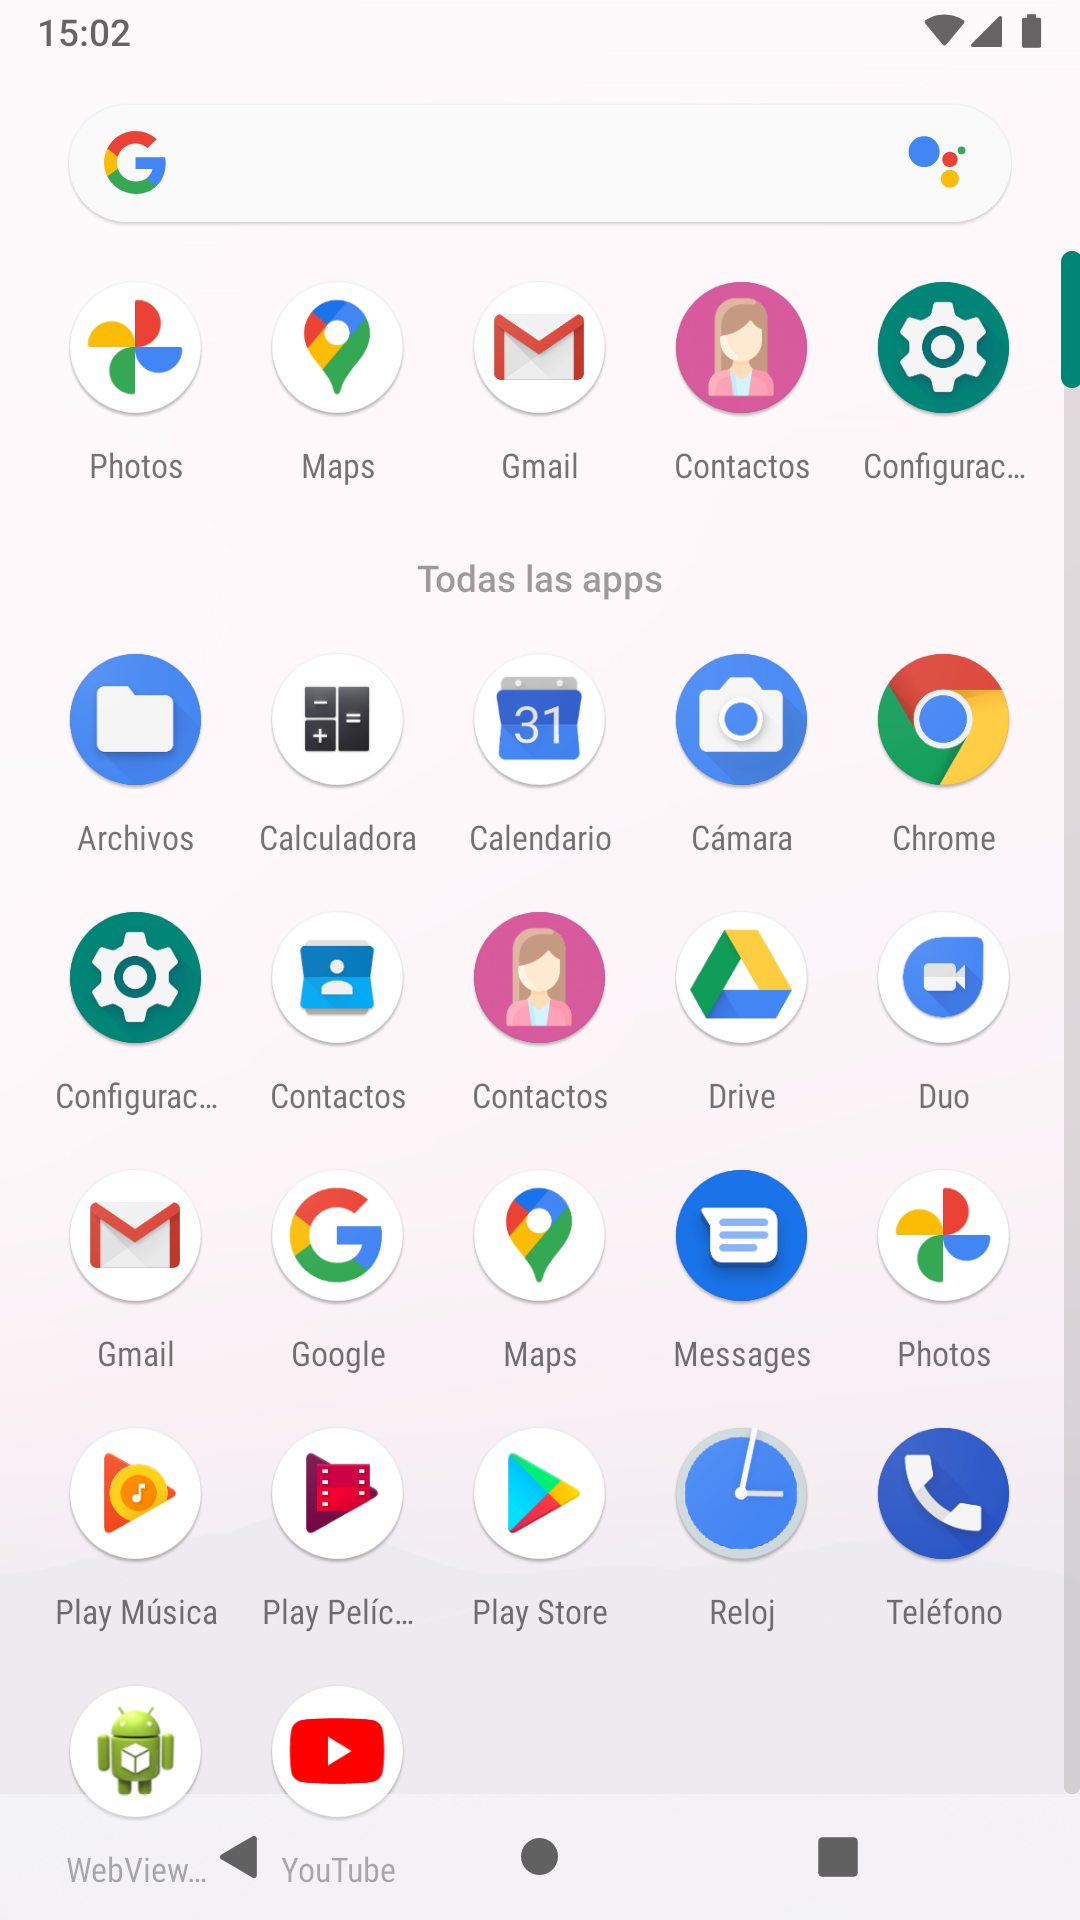 15:02
Photos
Maps
Gmail
Contactos
Configurac...
Todas las apps
31
Archivos
Calculadora
Calendario
Cámara
Chrome
Configurac...
Contactos
Contactos
Drive
Duo
Gmail
Google
Maps
Messages
Photos
Play Música
Play Pelíc...
Play Store
Reloj
Teléfono
WebView...
YouTube